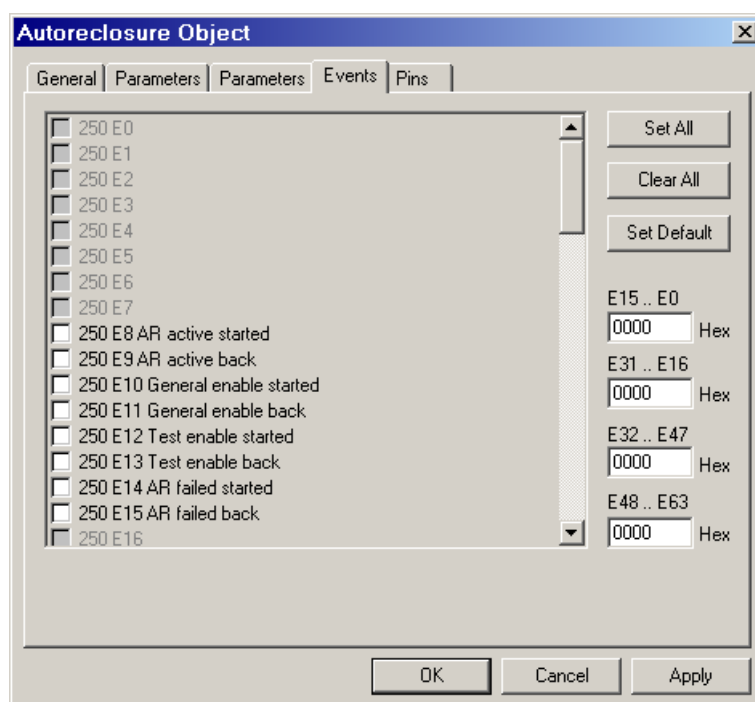 Autoreclosure Object
General Parameters Parameters Events Pins
250 E0
250 E1
250 E2
250 E3
250 E4
250 E5
250 E6
250 E7
250 E8 AR active started
250 E9 AR active back
250 E10 General enable started
250 E11 General enable back
250 E12 Test enable started
250 E13 Test enable back
250 E14 AR failed started
250 E15 AR failed back
250 E16
Set All
Clear All
Set Default
E15 .. E0
0000 Hex
E31 .. E16
0000 Hex
E32 .. E47
0000 Hex
E48 .. E63
0000 Hex
OK Cancel Apply